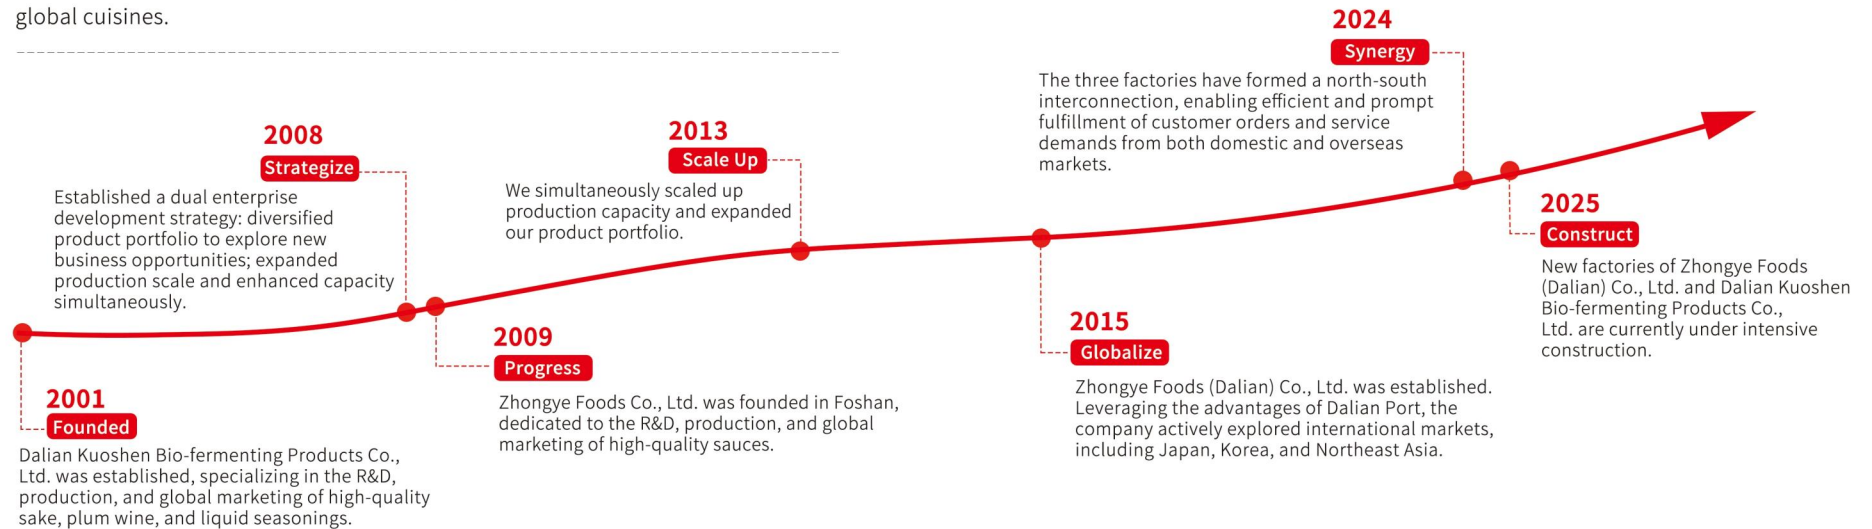 global cuisines.
2001
Founded
Dalian Kuoshen Bio-fermenting Products Co.,
Ltd. was established, specializing in the R&D,
production, and global marketing of high-quality
sake, plum wine, and liquid seasonings.
2008
Strategize
Established a dual enterprise
development strategy: diversified
product portfolio to explore new
business opportunities; expanded
production scale and enhanced capacity
simultaneously.
2009
Progress
Zhongye Foods Co., Ltd. was founded in Foshan,
dedicated to the R&D, production, and global
marketing of high-quality sauces.
2013
Scale Up
We simultaneously scaled up
production capacity and expanded
our product portfolio.
2015
Globalize
Zhongye Foods (Dalian) Co., Ltd. was established.
Leveraging the advantages of Dalian Port, the
company actively explored international markets,
including Japan, Korea, and Northeast Asia.
2024
Synergy
The three factories have formed a north-south
interconnection, enabling efficient and prompt
fulfillment of customer orders and service
demands from both domestic and overseas
markets.
2025
Construct
New factories of Zhongye Foods
(Dalian) Co., Ltd. and Dalian Kuoshen
Bio-fermenting Products Co.,
Ltd. are currently under intensive
construction.